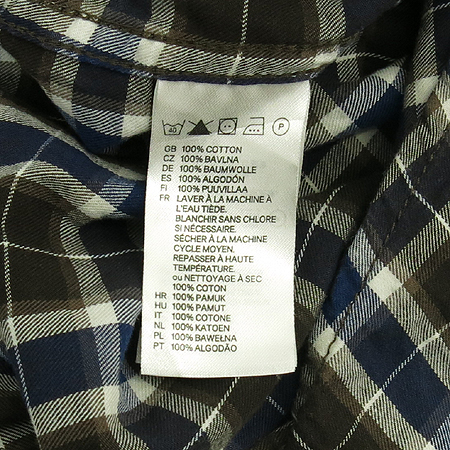 40 P
GB 100% COTTON
CZ 100% BAVLNA
DE 100% BAUMWOLLE
ES 100% ALGODÓN
FI 100% PUUVILLAA
FR LAVER À LA MACHINE À
L'EAU TIÈDE.
BLANCHIR SANS CHLORE
SI NÉCESSAIRE.
SÉCHER À LA MACHINE
CYCLE MOYEN.
REPASSER À HAUTE
TEMPÉRATURE.
ou NETTOYAGE À SEC
100% COTON
HR 100% PAMUK
HU 100% PAMUT
IT 100% COTONE
NL 100% KATOEN
PL 100% BAWEŁNA
PT 100% ALGODÃO